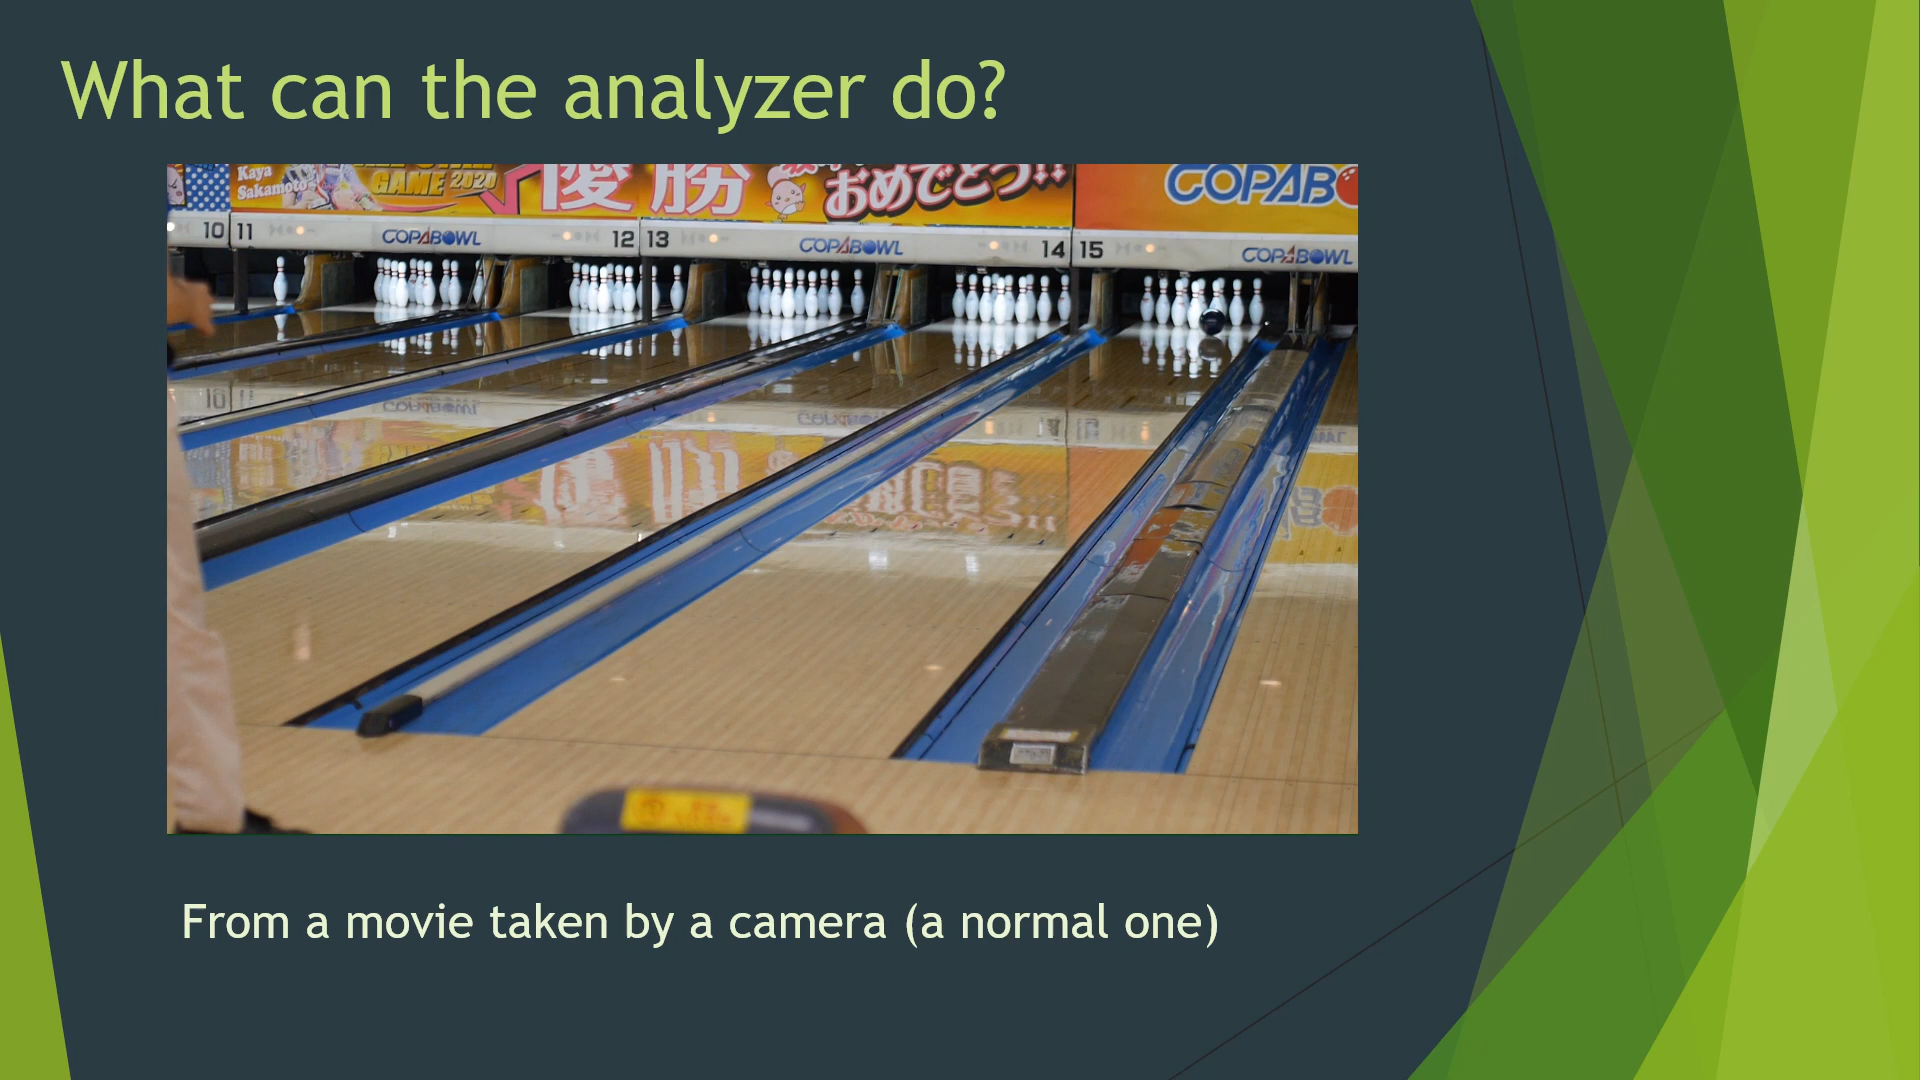 What can the analyzer do?
Kaya
Sakamoto
GAME 2020
優勝
おめでとう!!
COPAB
10
11
COPABOWL
12
13
COPABOWL
14
15
COPABOWL
From a movie taken by a camera (a normal one)